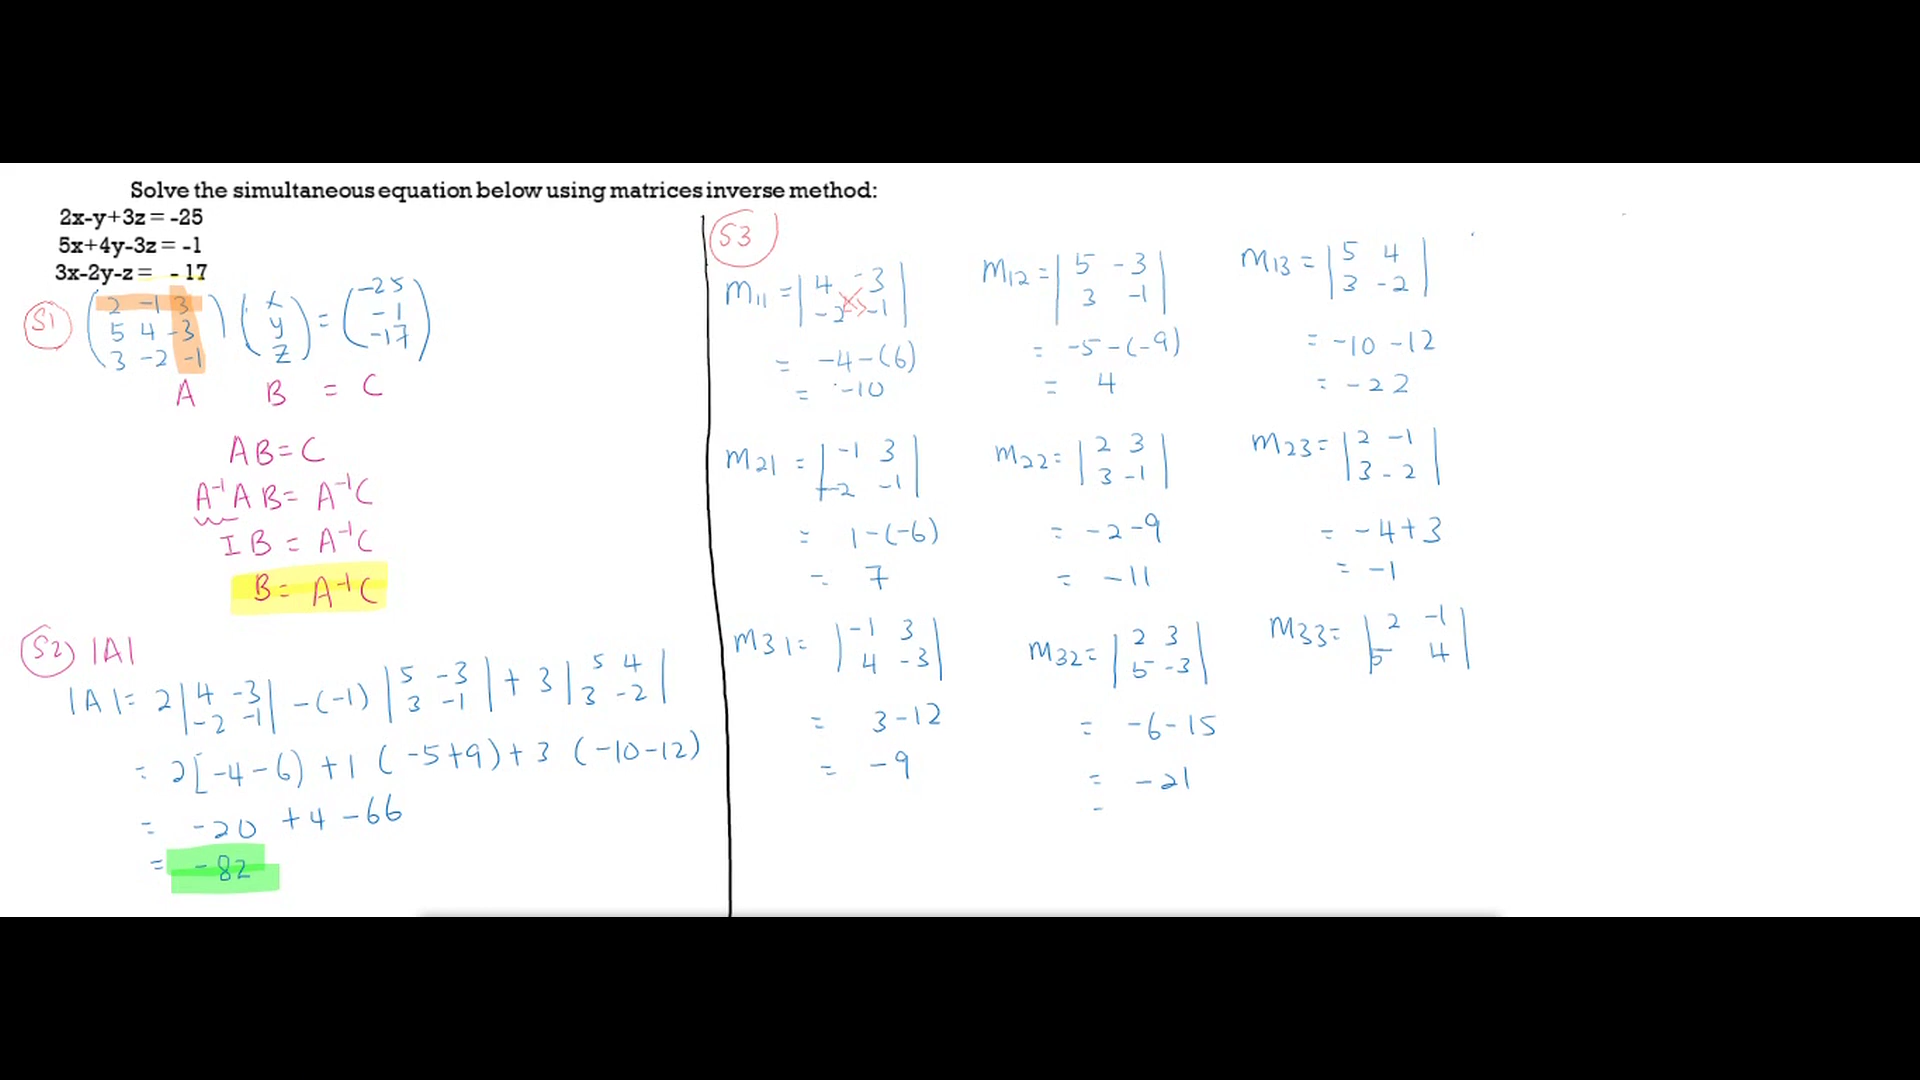 Solve the simultaneous equation below using matrices inverse method:
2x-y+3z = -25
5x+4y-3z = -1
3x-2y-z = - 17
S1
( 2 -1 3 ) ( x ) = ( -25 )
( 5 4 -3 ) ( y ) ( -1 )
( 3 -2 -1 ) ( z ) ( -17 )
A B = C
AB = C
A⁻¹A B = A⁻¹C
I B = A⁻¹C
B = A⁻¹C
S2 |A|
|A| = 2 | 4 -3 | - (-1) | 5 -3 | + 3 | 5 4 |
| -2 -1 | | 3 -1 | | 3 -2 |
= 2[-4-6) +1 (-5+9) + 3 (-10-12)
= -20 +4 -66
= -82
S3
M11 = | 4 -3 |
| -2 -1 |
= -4-(6)
= -10
M12 = | 5 -3 |
| 3 -1 |
= -5-(-9)
= 4
M13 = | 5 4 |
| 3 -2 |
= -10 -12
= -22
M21 = | -1 3 |
| -2 -1 |
= 1-(-6)
= 7
M22 = | 2 3 |
| 3 -1 |
= -2-9
= -11
M23 = | 2 -1 |
| 3 -2 |
= -4+3
= -1
M31 = | -1 3 |
| 4 -3 |
= 3-12
= -9
M32 = | 2 3 |
| 5 -3 |
= -6-15
= -21
=
M33 = | 2 -1 |
| 5 4 |